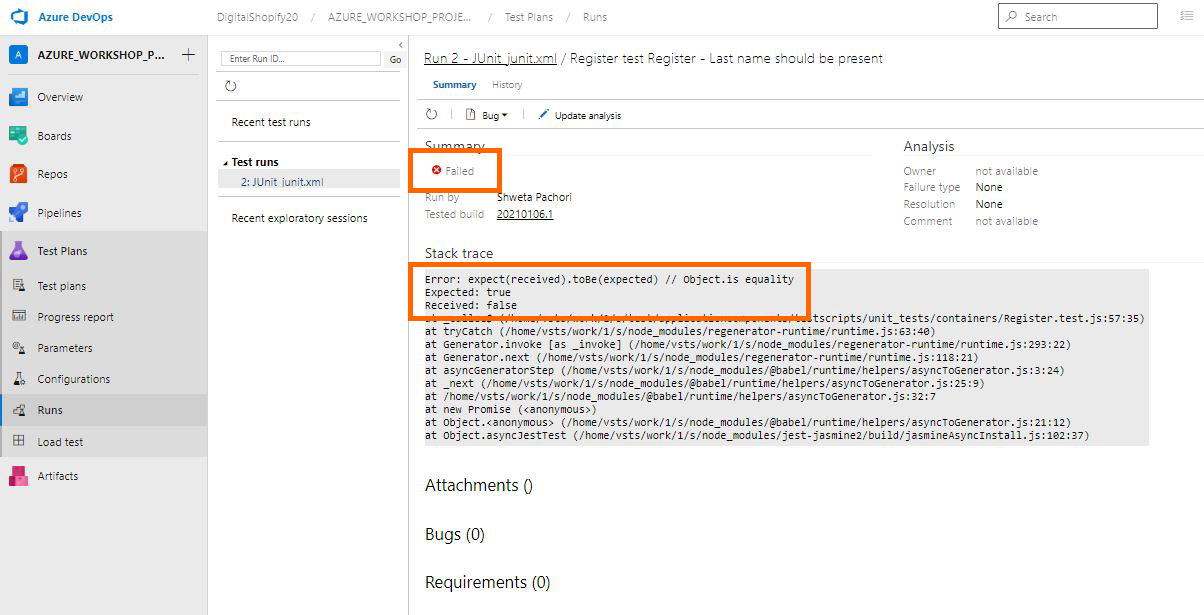 Azure DevOps
DigitalShopify20 / AZURE_WORKSHOP_PROJE... / Test Plans / Runs
Search
A AZURE_WORKSHOP_P...
Overview
Boards
Repos
Pipelines
Test Plans
Test plans
Progress report
Parameters
Configurations
Runs
Load test
Artifacts
Enter Run ID... Go
Recent test runs
Test runs
2: JUnit_junit.xml
Recent exploratory sessions
Run 2 - JUnit_junit.xml / Register test Register - Last name should be present
Summary History
Bug Update analysis
Summary
Failed
Run by Shweta Pachori
Tested build 20210106.1
Analysis
Owner not available
Failure type None
Resolution None
Comment not available
Stack trace
Error: expect(received).toBe(expected) // Object.is equality
Expected: true
Received: false
unit_tests/containers/Register.test.js:57:35)
at tryCatch (/home/vsts/work/1/s/node_modules/regenerator-runtime/runtime.js:63:40)
at Generator.invoke [as _invoke] (/home/vsts/work/1/s/node_modules/regenerator-runtime/runtime.js:293:22)
at Generator.next (/home/vsts/work/1/s/node_modules/regenerator-runtime/runtime.js:118:21)
at asyncGeneratorStep (/home/vsts/work/1/s/node_modules/@babel/runtime/helpers/asyncToGenerator.js:3:24)
at _next (/home/vsts/work/1/s/node_modules/@babel/runtime/helpers/asyncToGenerator.js:25:9)
at /home/vsts/work/1/s/node_modules/@babel/runtime/helpers/asyncToGenerator.js:32:7
at new Promise (<anonymous>)
at Object.<anonymous> (/home/vsts/work/1/s/node_modules/@babel/runtime/helpers/asyncToGenerator.js:21:12)
at Object.asyncJestTest (/home/vsts/work/1/s/node_modules/jest-jasmine2/build/jasmineAsyncInstall.js:102:37)
Attachments ()
Bugs (0)
Requirements (0)